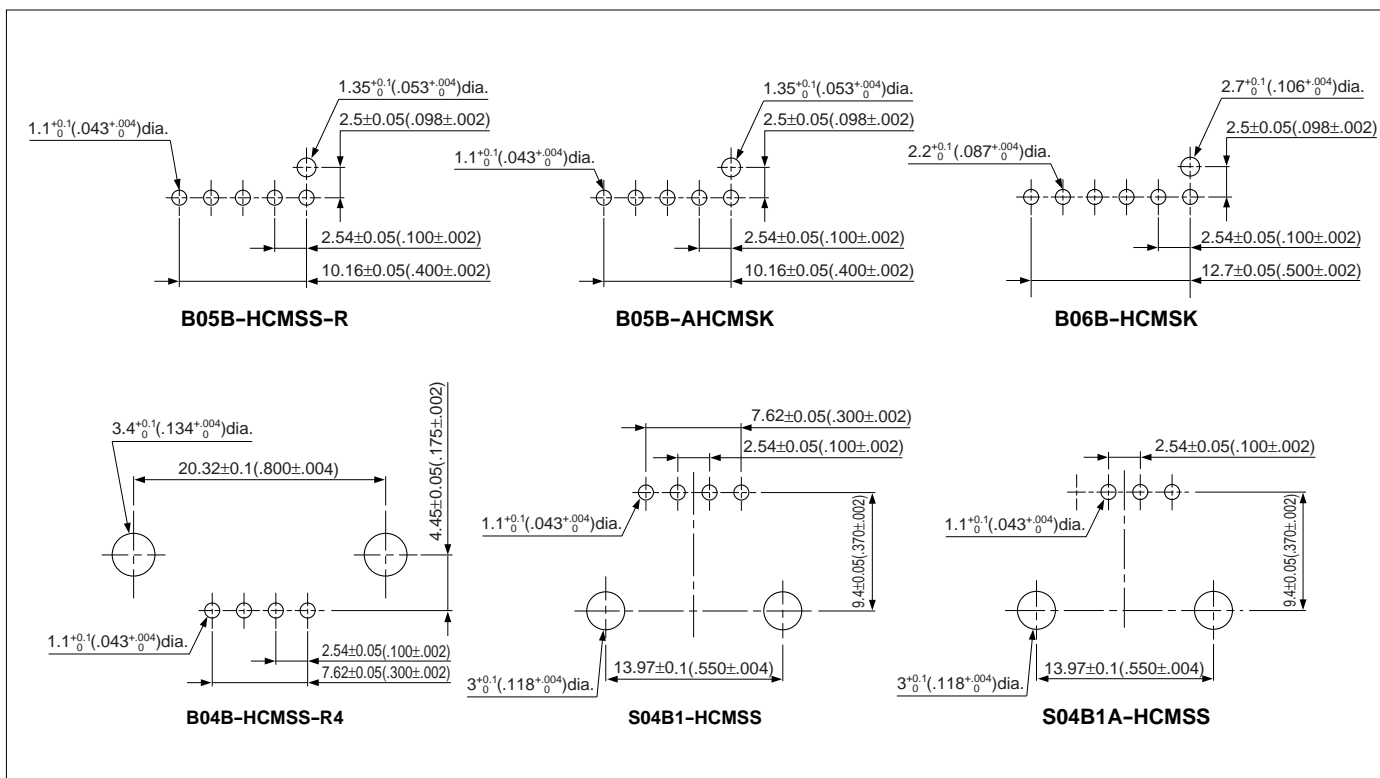 1.35+0.1 0(.053+.004 0)dia.
1.1+0.1 0(.043+.004 0)dia.
2.5±0.05(.098±.002)
2.54±0.05(.100±.002)
10.16±0.05(.400±.002)
B05B–HCMSS–R
1.35+0.1 0(.053+.004 0)dia.
2.5±0.05(.098±.002)
1.1+0.1 0(.043+.004 0)dia.
2.54±0.05(.100±.002)
10.16±0.05(.400±.002)
B05B–AHCMSK
2.7+0.1 0(.106+.004 0)dia.
2.5±0.05(.098±.002)
2.2+0.1 0(.087+.004 0)dia.
2.54±0.05(.100±.002)
12.7±0.05(.500±.002)
B06B–HCMSK
3.4+0.1 0(.134+.004 0)dia.
20.32±0.1(.800±.004)
4.45±0.05(.175±.002)
1.1+0.1 0(.043+.004 0)dia.
2.54±0.05(.100±.002)
7.62±0.05(.300±.002)
B04B–HCMSS–R4
7.62±0.05(.300±.002)
2.54±0.05(.100±.002)
1.1+0.1 0(.043+.004 0)dia.
9.4±0.05(.370±.002)
13.97±0.1(.550±.004)
3+0.1 0(.118+.004 0)dia.
S04B1–HCMSS
2.54±0.05(.100±.002)
1.1+0.1 0(.043+.004 0)dia.
9.4±0.05(.370±.002)
13.97±0.1(.550±.004)
3+0.1 0(.118+.004 0)dia.
S04B1A–HCMSS